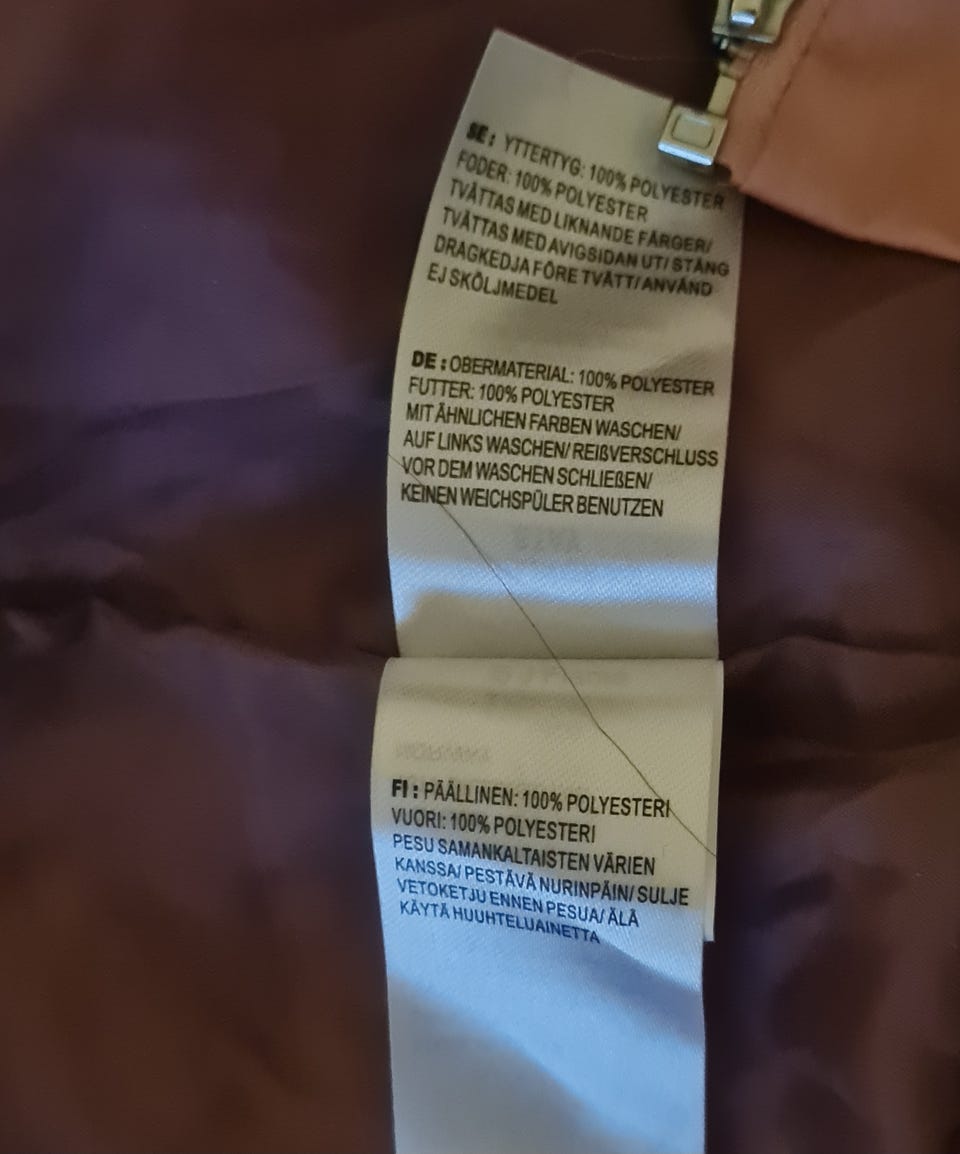 SE: YTTERTYG: 100% POLYESTER
FODER: 100% POLYESTER
TVÄTTAS MED LIKNANDE FÄRGER/
TVÄTTAS MED AVIGSIDAN UT/ STÄNG
DRAGKEDJA FÖRE TVÄTT/ ANVÄND
EJ SKÖLJMEDEL
DE : OBERMATERIAL: 100% POLYESTER
FUTTER: 100% POLYESTER
MIT ÄHNLICHEN FARBEN WASCHEN/
AUF LINKS WASCHEN/ REIßVERSCHLUSS
VOR DEM WASCHEN SCHLIEßEN/
KEINEN WEICHSPÜLER BENUTZEN
FI : PÄÄLLINEN: 100% POLYESTERI
VUORI: 100% POLYESTERI
PESU SAMANKALTAISTEN VÄRIEN
KANSSA/ PESTÄVÄ NURINPÄIN/ SULJE
VETOKETJU ENNEN PESUA/ ÄLÄ
KÄYTÄ HUUHTELUAINETTA